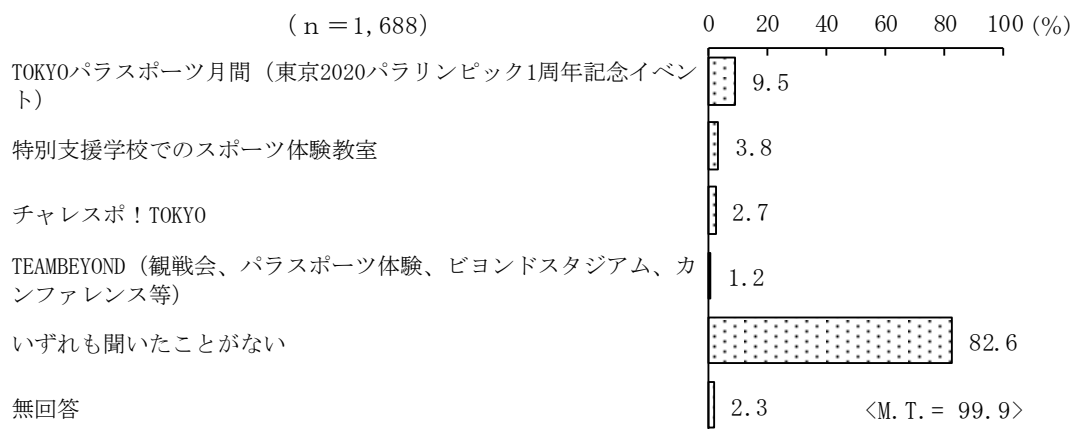 （ｎ＝1,688）
0 20 40 60 80 100 (%)
TOKYOパラスポーツ月間（東京2020パラリンピック1周年記念イベン
ト）
9.5
特別支援学校でのスポーツ体験教室
3.8
チャレスポ！TOKYO
2.7
TEAMBEYOND（観戦会、パラスポーツ体験、ビヨンドスタジアム、カ
ンファレンス等）
1.2
いずれも聞いたことがない
82.6
無回答
2.3
<M.T.= 99.9>